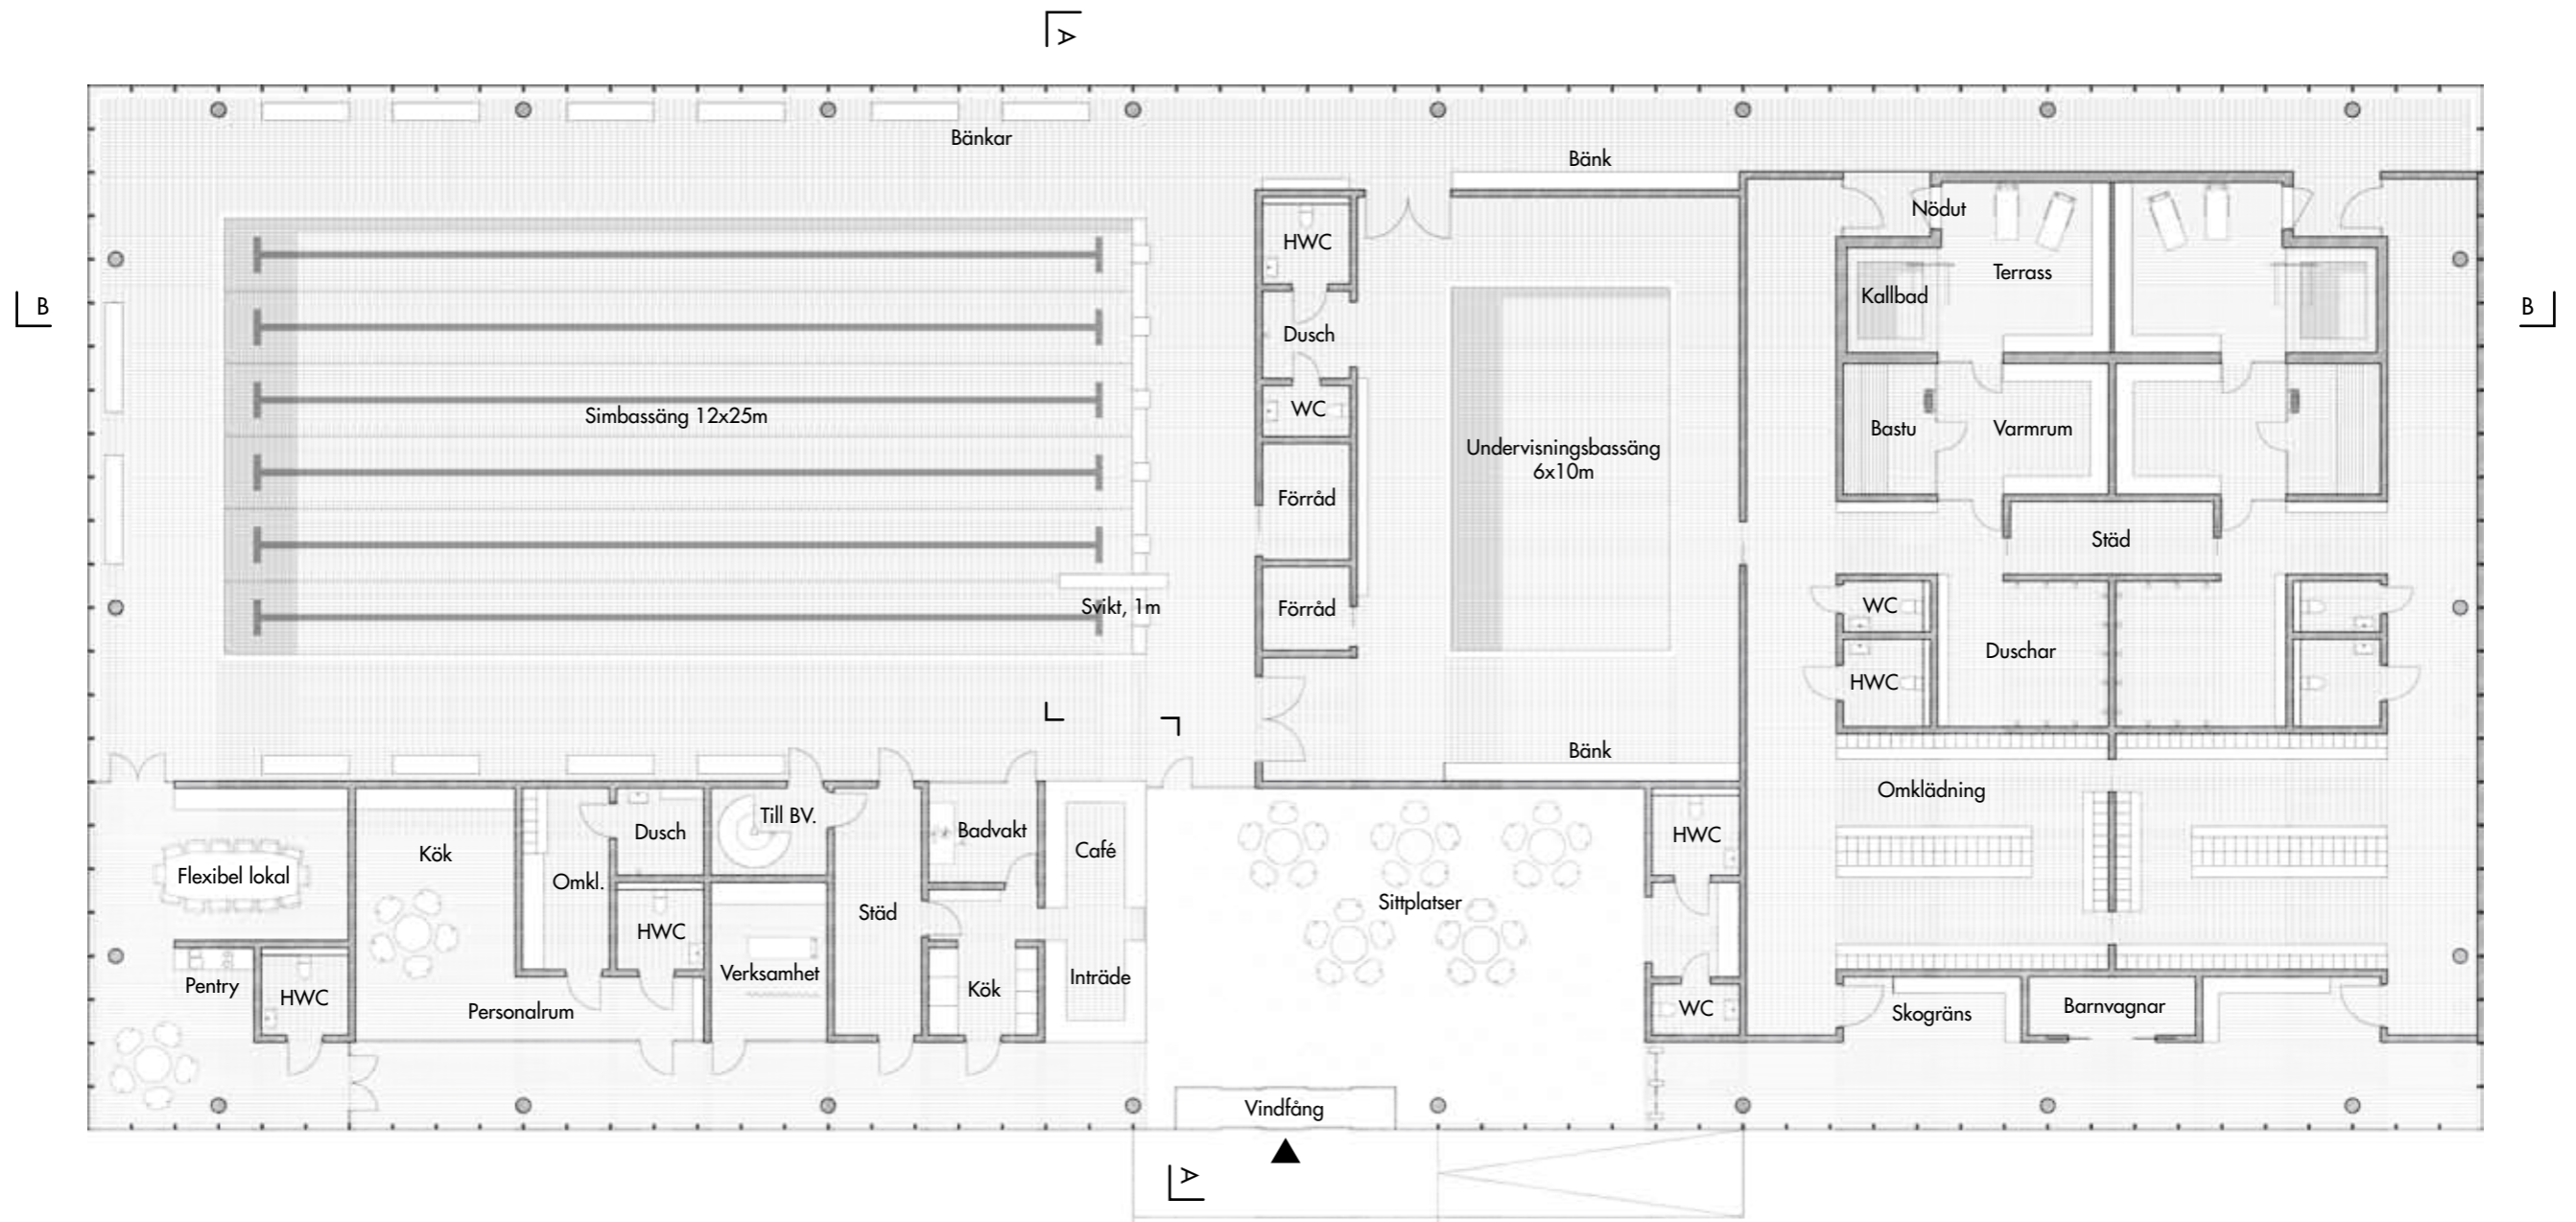 A
Bänkar
Bänk
Nödut
HWC
Terrass
Kallbad
B
B
Dusch
WC
Simbassäng 12x25m
Bastu
Varmrum
Undervisningsbassäng
6x10m
Förråd
Städ
Svikt, 1m
Förråd
WC
Duschar
HWC
Bänk
Omklädning
Till BV.
Dusch
Badvakt
HWC
Kök
Café
Flexibel lokal
Omkl.
Sittplatser
Städ
HWC
Verksamhet
Inträde
Pentry
Kök
HWC
Personalrum
WC
Skogräns
Barnvagnar
Vindfång
A